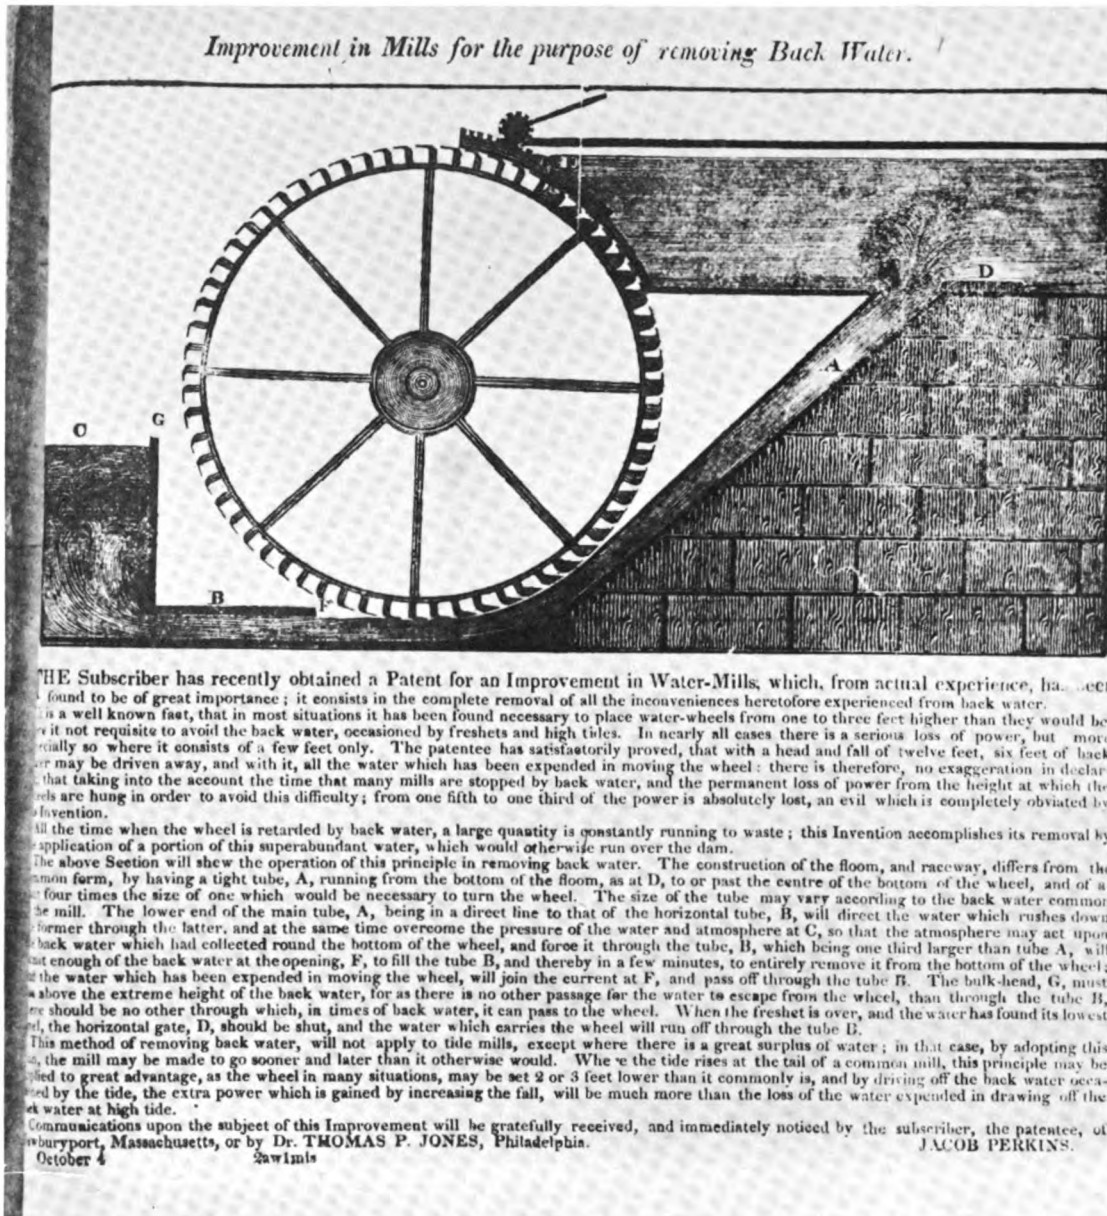 Improvement in Mills for the purpose of removing Back Water.
D
A
G
C
B
F
THE Subscriber has recently obtained a Patent for an Improvement in Water-Mills, which, from actual experience, ha
found to be of great importance; it consists in the complete removal of all the inconveniences heretofore experienced from back water.
is a well known fact, that in most situations it has been found necessary to place water-wheels from one to three feet higher than they would be
it not requisite to avoid the back water, occasioned by freshets and high tides. In nearly all cases there is a serious loss of power, but more
cially so where it consists of a few feet only. The patentee has satisfactorily proved, that with a head and fall of twelve feet, six feet of back
er may be driven away, and with it, all the water which has been expended in moving the wheel: there is therefore, no exaggeration in declar
that taking into the account the time that many mills are stopped by back water, and the permanent loss of power from the height at which the
els are hung in order to avoid this difficulty; from one fifth to one third of the power is absolutely lost, an evil which is completely obviated by
Invention.
All the time when the wheel is retarded by back water, a large quantity is constantly running to waste; this Invention accomplishes its removal by
application of a portion of this superabundant water, which would otherwise run over the dam.
The above Section will shew the operation of this principle in removing back water. The construction of the floom, and raceway, differs from the
mmon form, by having a tight tube, A, running from the bottom of the floom, as at D, to or past the centre of the bottom of the wheel, and of a
four times the size of one which would be necessary to turn the wheel. The size of the tube may vary according to the back water common
he mill. The lower end of the main tube, A, being in a direct line to that of the horizontal tube, B, will direct the water which rushes down
former through the latter, and at the same time overcome the pressure of the water and atmosphere at C, so that the atmosphere may act upon
back water which had collected round the bottom of the wheel, and force it through the tube, B, which being one third larger than tube A, will
enough of the back water at the opening, F, to fill the tube B, and thereby in a few minutes, to entirely remove it from the bottom of the wheel;
the water which has been expended in moving the wheel, will join the current at F, and pass off through the tube B. The bulk-head, G, must
above the extreme height of the back water, for as there is no other passage for the water to escape from the wheel, than through the tube B,
should be no other through which, in times of back water, it can pass to the wheel. When the freshet is over, and the water has found its lowest
the horizontal gate, D, should be shut, and the water which carries the wheel will run off through the tube B.
This method of removing back water, will not apply to tide mills, except where there is a great surplus of water; in that case, by adopting this
the mill may be made to go sooner and later than it otherwise would. Where the tide rises at the tail of a common mill, this principle may be
lied to great advantage, as the wheel in many situations, may be set 2 or 3 feet lower than it commonly is, and by driving off the back water occa-
by the tide, the extra power which is gained by increasing the fall, will be much more than the loss of the water expended in drawing off the
water at high tide.
Communications upon the subject of this Improvement will be gratefully received, and immediately noticed by the subscriber, the patentee, of
wburyport, Massachusetts, or by Dr. THOMAS P. JONES, Philadelphia. JACOB PERKINS.
October 4 2aw1m1s